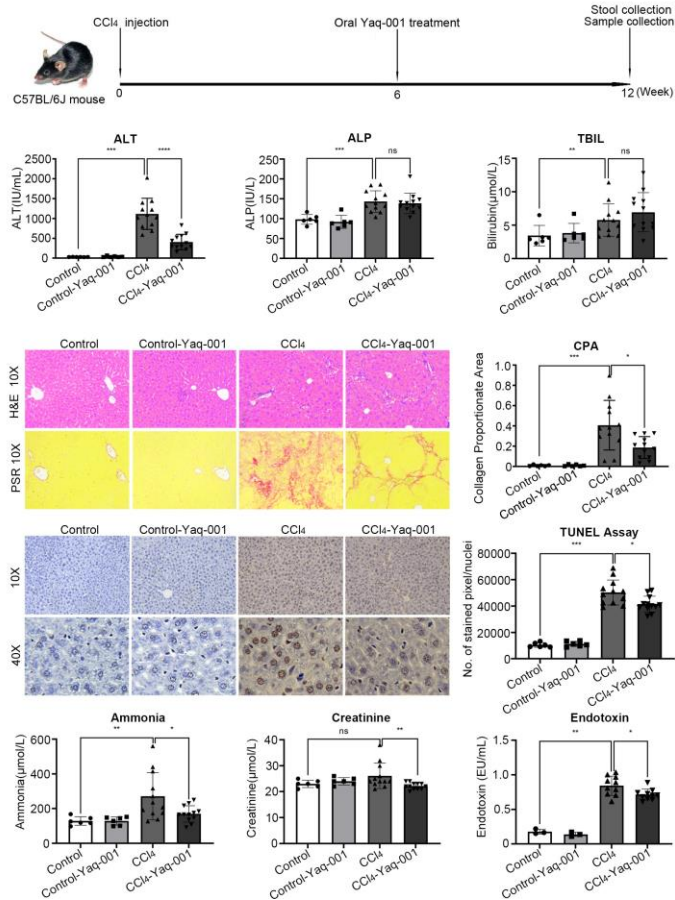 CCl₄ injection
Oral Yaq-001 treatment
Stool collection
Sample collection
C57BL/6J mouse
0
6
12 (Week)
ALT
ALT(IU/mL)
2500
2000
1500
1000
500
0
***
****
Control
Control-Yaq-001
CCl₄
CCl₄-Yaq-001
ALP
ALP(IU/L)
250
200
150
100
50
0
***
ns
Control
Control-Yaq-001
CCl₄
CCl₄-Yaq-001
TBIL
Bilirubin(µmol/L)
15
10
5
0
**
ns
Control
Control-Yaq-001
CCl₄
CCl₄-Yaq-001
Control
Control-Yaq-001
CCl₄
CCl₄-Yaq-001
H&E 10X
PSR 10X
CPA
Collagen Proportionate Area
1.0
0.8
0.6
0.4
0.2
0.0
***
*
Control
Control-Yaq-001
CCl₄
CCl₄-Yaq-001
Control
Control-Yaq-001
CCl₄
CCl₄-Yaq-001
10X
40X
TUNEL Assay
No. of stained pixel/nuclei
80000
60000
40000
20000
0
***
*
Control
Control-Yaq-001
CCl₄
CCl₄-Yaq-001
Ammonia
Ammonia(µmol/L)
600
400
200
0
**
*
Control
Control-Yaq-001
CCl₄
CCl₄-Yaq-001
Creatinine
Creatinine(µmol/L)
40
30
20
10
0
ns
**
Control
Control-Yaq-001
CCl₄
CCl₄-Yaq-001
Endotoxin
Endotoxin (EU/mL)
1.5
1.0
0.5
0.0
**
*
Control
Control-Yaq-001
CCl₄
CCl₄-Yaq-001